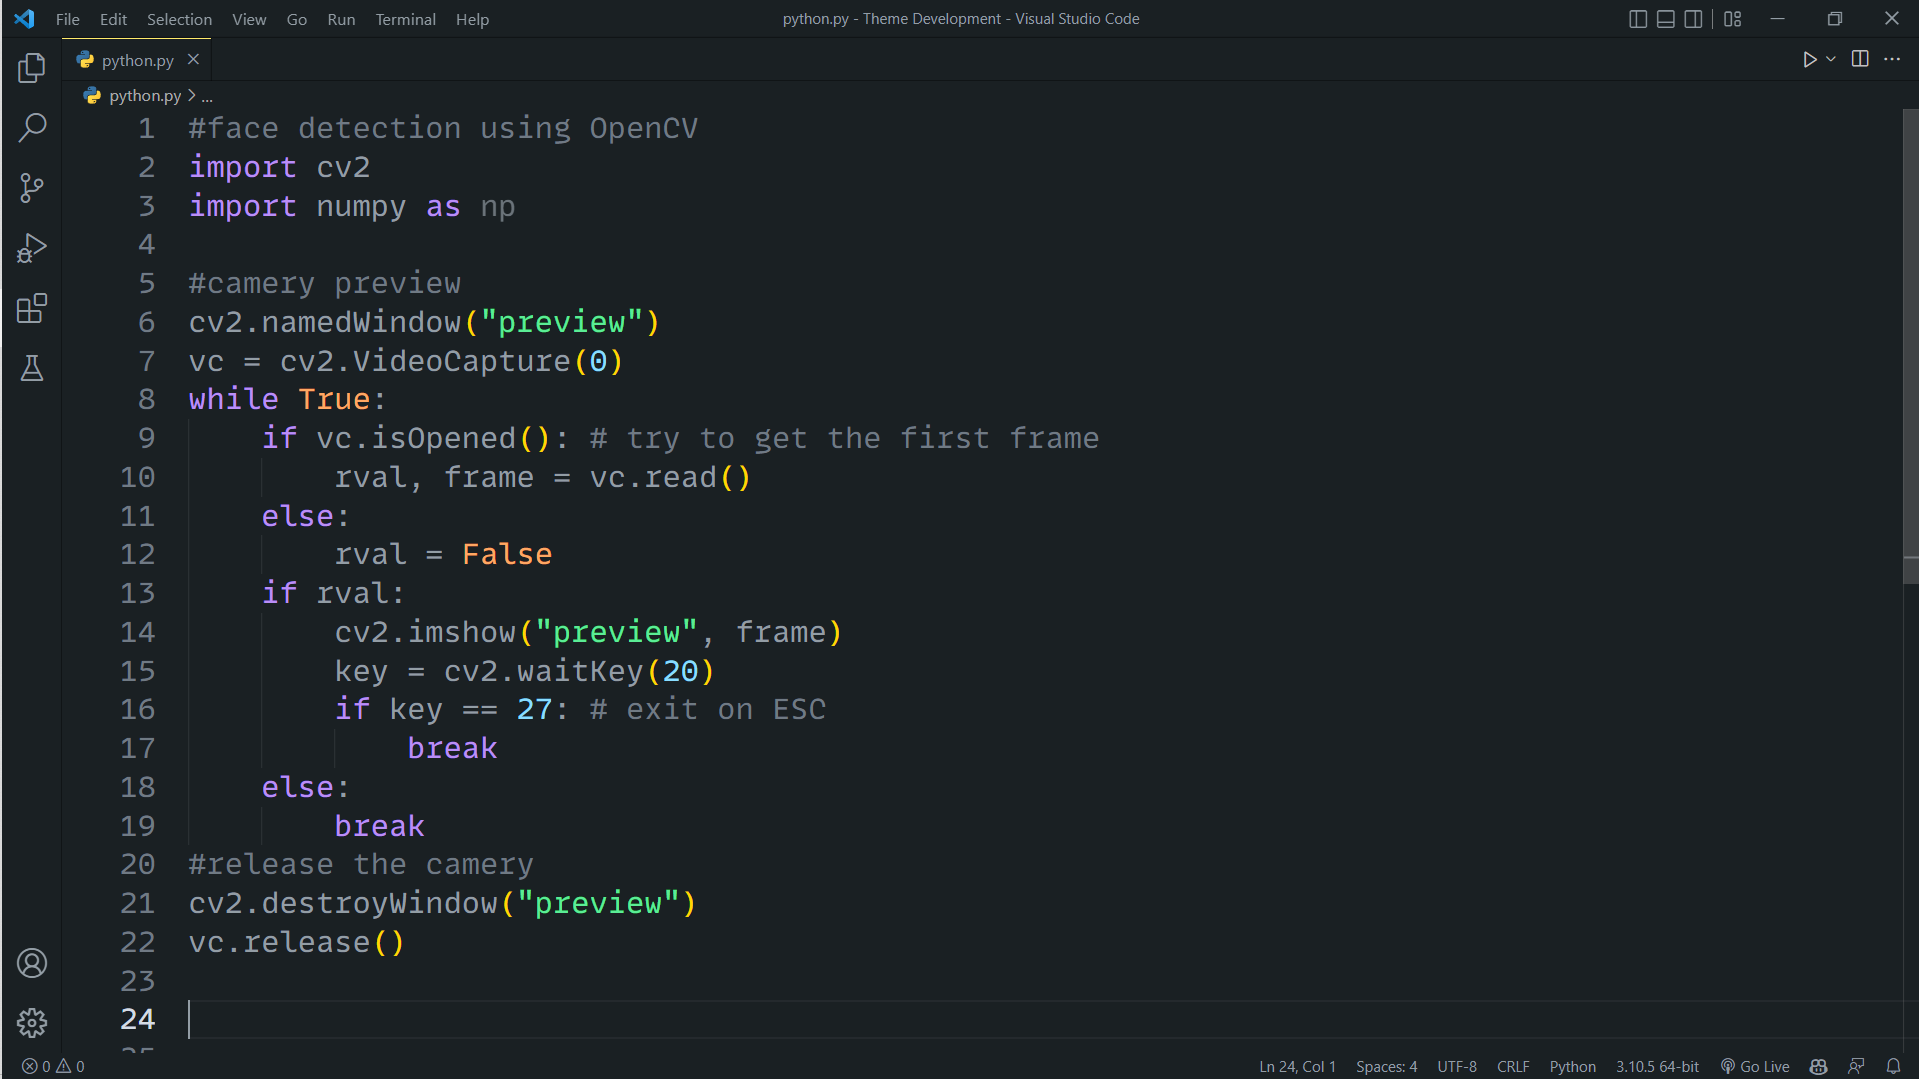 File Edit Selection View Go Run Terminal Help
python.py - Theme Development - Visual Studio Code
python.py
python.py > ...
1 #face detection using OpenCV
2 import cv2
3 import numpy as np
4
5 #camery preview
6 cv2.namedWindow("preview")
7 vc = cv2.VideoCapture(0)
8 while True:
9     if vc.isOpened(): # try to get the first frame
10         rval, frame = vc.read()
11     else:
12         rval = False
13     if rval:
14         cv2.imshow("preview", frame)
15         key = cv2.waitKey(20)
16         if key == 27: # exit on ESC
17             break
18     else:
19         break
20 #release the camery
21 cv2.destroyWindow("preview")
22 vc.release()
23
24
0 0 Ln 24, Col 1 Spaces: 4 UTF-8 CRLF Python 3.10.5 64-bit Go Live